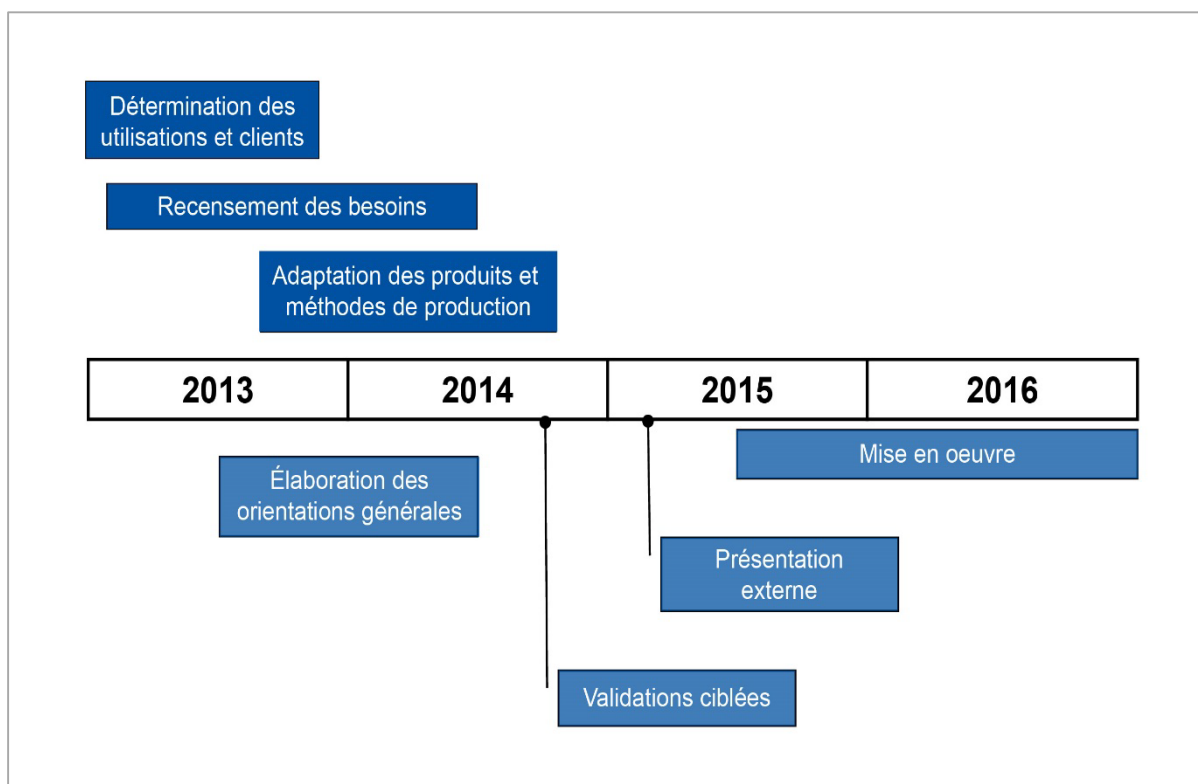 Détermination des
utilisations et clients
Recensement des besoins
Adaptation des produits et
méthodes de production
2013 2014 2015 2016
Mise en oeuvre
Élaboration des
orientations générales
Présentation
externe
Validations ciblées